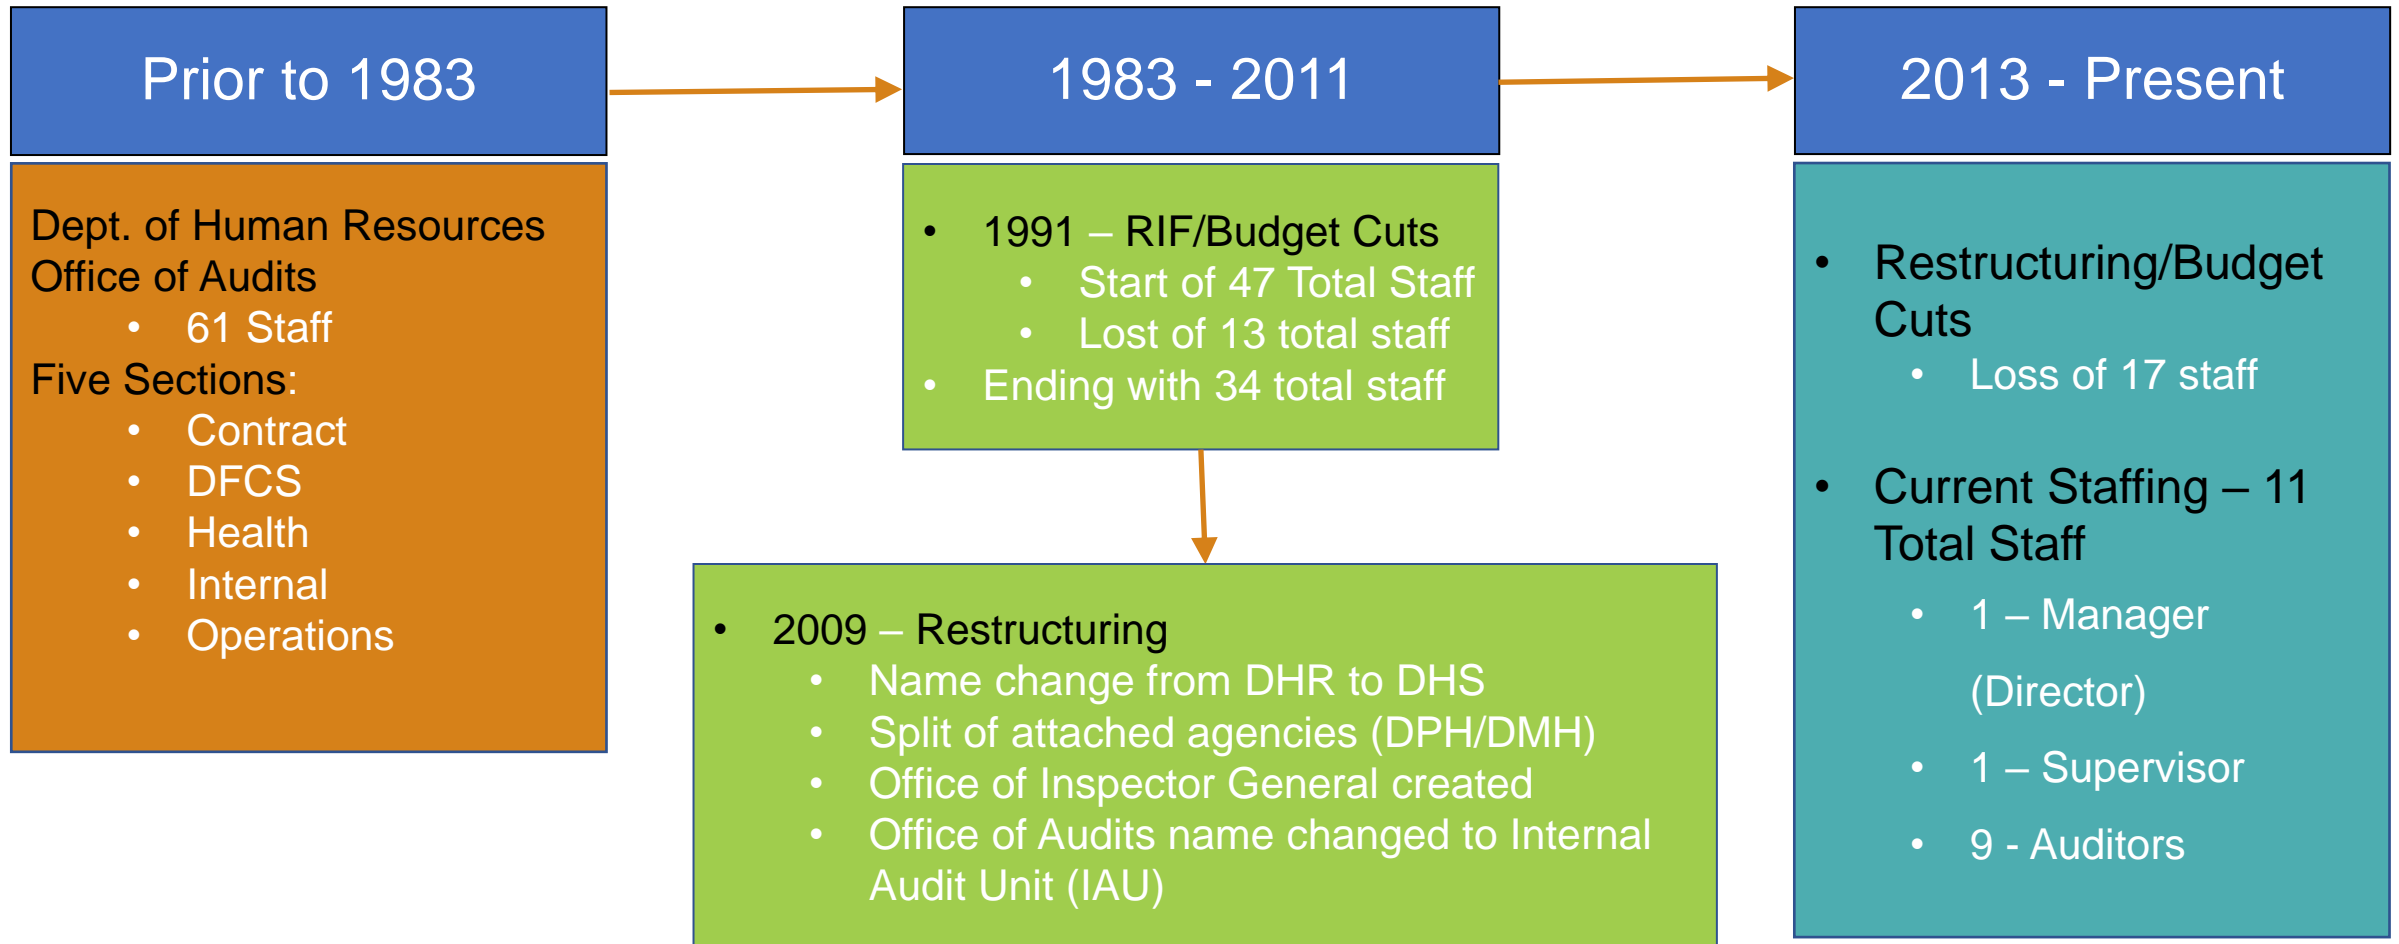 Prior to 1983
Dept. of Human Resources
Office of Audits
• 61 Staff
Five Sections:
• Contract
• DFCS
• Health
• Internal
• Operations
1983 - 2011
• 1991 – RIF/Budget Cuts
• Start of 47 Total Staff
• Lost of 13 total staff
• Ending with 34 total staff
• 2009 – Restructuring
• Name change from DHR to DHS
• Split of attached agencies (DPH/DMH)
• Office of Inspector General created
• Office of Audits name changed to Internal
Audit Unit (IAU)
2013 - Present
• Restructuring/Budget
Cuts
• Loss of 17 staff
• Current Staffing – 11
Total Staff
• 1 – Manager
(Director)
• 1 – Supervisor
• 9 - Auditors